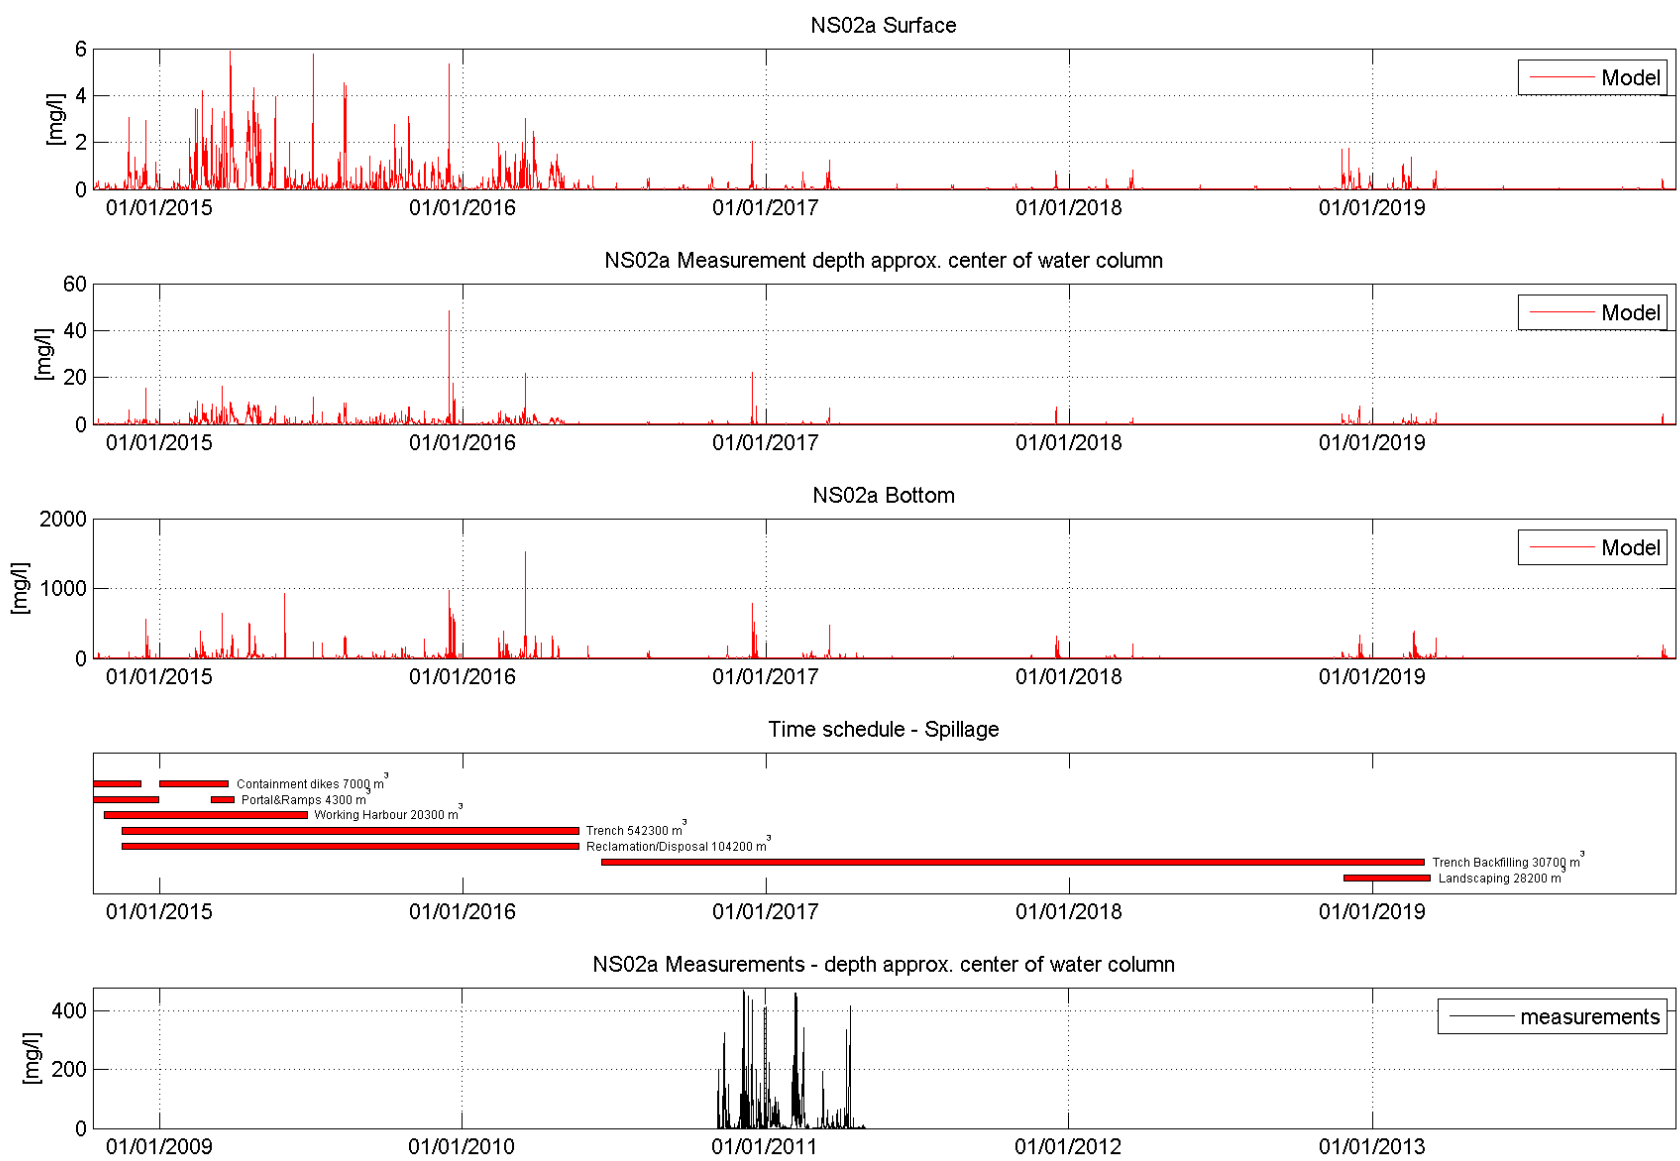 NS02a Surface
6
4
2
0
[mg/l]
Model
01/01/2015 01/01/2016 01/01/2017 01/01/2018 01/01/2019
NS02a Measurement depth approx. center of water column
60
40
20
0
[mg/l]
Model
01/01/2015 01/01/2016 01/01/2017 01/01/2018 01/01/2019
NS02a Bottom
2000
1000
0
[mg/l]
Model
01/01/2015 01/01/2016 01/01/2017 01/01/2018 01/01/2019
Time schedule - Spillage
Containment dikes 7000 m³
Portal&Ramps 4300 m³
Working Harbour 20300 m³
Trench 542300 m³
Reclamation/Disposal 104200 m³
Trench Backfilling 30700 m³
Landscaping 28200 m³
01/01/2015 01/01/2016 01/01/2017 01/01/2018 01/01/2019
NS02a Measurements - depth approx. center of water column
400
200
0
[mg/l]
measurements
01/01/2009 01/01/2010 01/01/2011 01/01/2012 01/01/2013